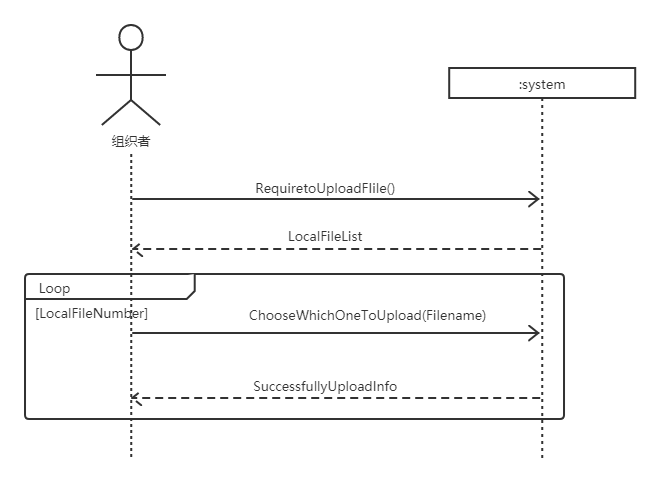 :system
组织者
RequiretoUploadFlile()
LocalFileList
Loop
[LocalFileNumber]
ChooseWhichOneToUpload(Filename)
SuccessfullyUploadInfo